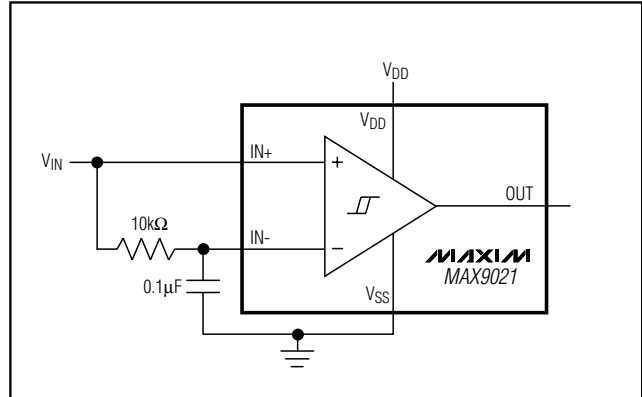 VDD
VDD
VIN
IN+
+
10kΩ
IN-
−
OUT
MAXIM
MAX9021
0.1μF
VSS